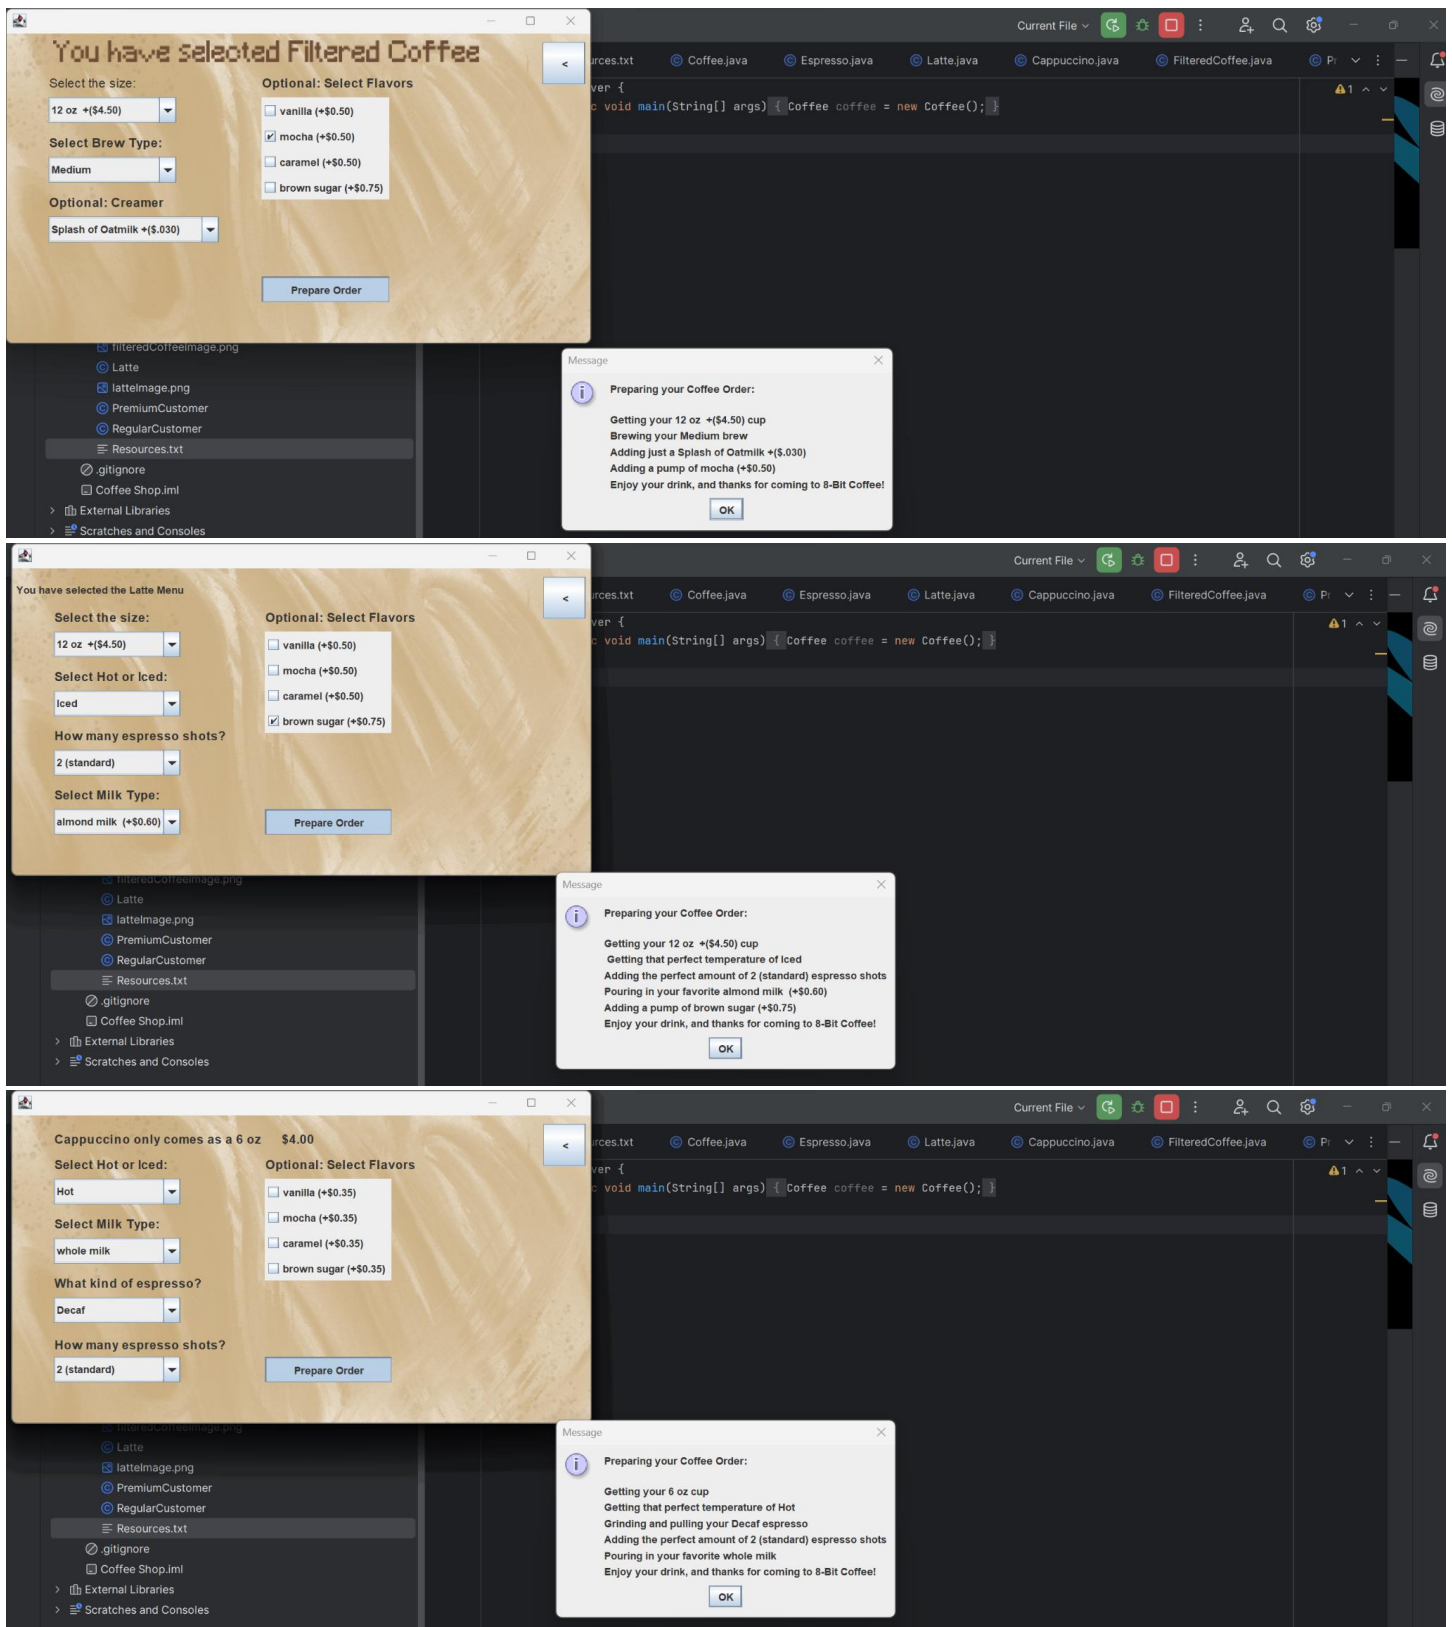 You have selected Filtered Coffee
Select the size:
12 oz  +($4.50)
Select Brew Type:
Medium
Optional: Creamer
Splash of Oatmilk +($.030)
Optional: Select Flavors
vanilla (+$0.50)
mocha (+$0.50)
caramel (+$0.50)
brown sugar (+$0.75)
Prepare Order
<
Current File
rces.txt
Coffee.java
Espresso.java
Latte.java
Cappuccino.java
FilteredCoffee.java
Pr
ver {
c void main(String[] args) { Coffee coffee = new Coffee(); }
1
filteredCoffeeImage.png
Latte
latteImage.png
PremiumCustomer
RegularCustomer
Resources.txt
.gitignore
Coffee Shop.iml
External Libraries
Scratches and Consoles
Message
Preparing your Coffee Order:
Getting your 12 oz  +($4.50) cup
Brewing your Medium brew
Adding just a Splash of Oatmilk +($.030)
Adding a pump of mocha (+$0.50)
Enjoy your drink, and thanks for coming to 8-Bit Coffee!
OK
You have selected the Latte Menu
Select the size:
12 oz  +($4.50)
Select Hot or Iced:
Iced
How many espresso shots?
2 (standard)
Select Milk Type:
almond milk  (+$0.60)
Optional: Select Flavors
vanilla (+$0.50)
mocha (+$0.50)
caramel (+$0.50)
brown sugar (+$0.75)
Prepare Order
<
Current File
rces.txt
Coffee.java
Espresso.java
Latte.java
Cappuccino.java
FilteredCoffee.java
Pr
ver {
c void main(String[] args) { Coffee coffee = new Coffee(); }
1
filteredCoffeeImage.png
Latte
latteImage.png
PremiumCustomer
RegularCustomer
Resources.txt
.gitignore
Coffee Shop.iml
External Libraries
Scratches and Consoles
Message
Preparing your Coffee Order:
Getting your 12 oz  +($4.50) cup
Getting that perfect temperature of Iced
Adding the perfect amount of 2 (standard) espresso shots
Pouring in your favorite almond milk  (+$0.60)
Adding a pump of brown sugar (+$0.75)
Enjoy your drink, and thanks for coming to 8-Bit Coffee!
OK
Cappuccino only comes as a 6 oz    $4.00
Select Hot or Iced:
Hot
Select Milk Type:
whole milk
What kind of espresso?
Decaf
How many espresso shots?
2 (standard)
Optional: Select Flavors
vanilla (+$0.35)
mocha (+$0.35)
caramel (+$0.35)
brown sugar (+$0.35)
Prepare Order
<
Current File
rces.txt
Coffee.java
Espresso.java
Latte.java
Cappuccino.java
FilteredCoffee.java
Pr
ver {
c void main(String[] args) { Coffee coffee = new Coffee(); }
1
filteredCoffeeImage.png
Latte
latteImage.png
PremiumCustomer
RegularCustomer
Resources.txt
.gitignore
Coffee Shop.iml
External Libraries
Scratches and Consoles
Message
Preparing your Coffee Order:
Getting your 6 oz cup
Getting that perfect temperature of Hot
Grinding and pulling your Decaf espresso
Adding the perfect amount of 2 (standard) espresso shots
Pouring in your favorite whole milk
Enjoy your drink, and thanks for coming to 8-Bit Coffee!
OK